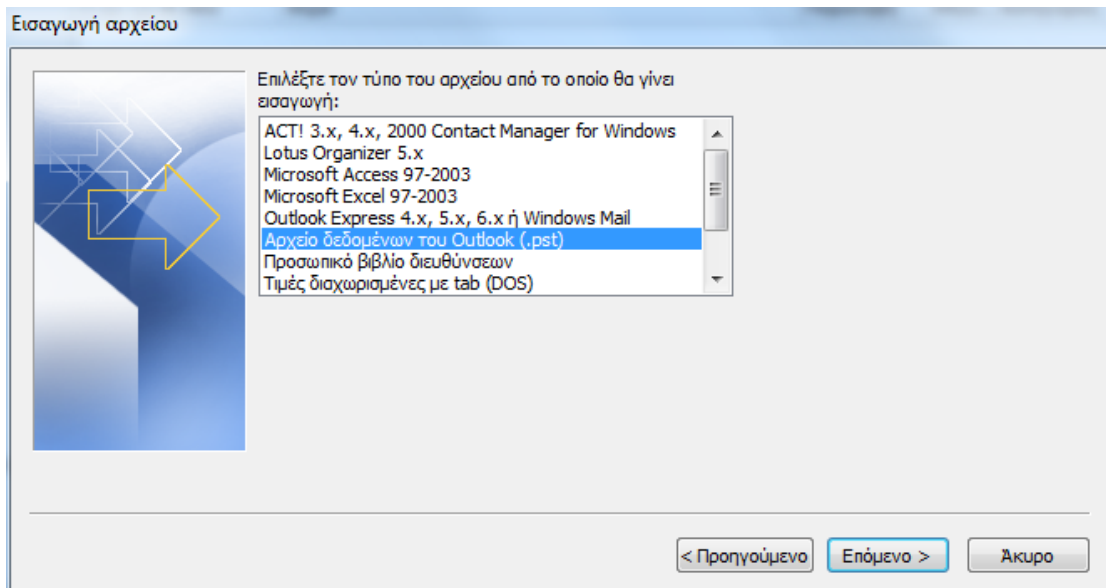 Εισαγωγή αρχείου
Επιλέξτε τον τύπο του αρχείου από το οποίο θα γίνει
εισαγωγή:
ACT! 3.x, 4.x, 2000 Contact Manager for Windows
Lotus Organizer 5.x
Microsoft Access 97-2003
Microsoft Excel 97-2003
Outlook Express 4.x, 5.x, 6.x ή Windows Mail
Αρχείο δεδομένων του Outlook (.pst)
Προσωπικό βιβλίο διευθύνσεων
Τιμές διαχωρισμένες με tab (DOS)
< Προηγούμενο Επόμενο > Άκυρο